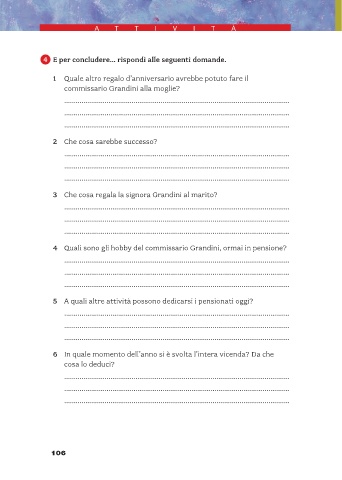 A T T I V I T À
4 E per concludere... rispondi alle seguenti domande.
1 Quale altro regalo d'anniversario avrebbe potuto fare il
commissario Grandini alla moglie?
2 Che cosa sarebbe successo?
3 Che cosa regala la signora Grandini al marito?
4 Quali sono gli hobby del commissario Grandini, ormai in pensione?
5 A quali altre attività possono dedicarsi i pensionati oggi?
6 In quale momento dell'anno si è svolta l'intera vicenda? Da che
cosa lo deduci?
106